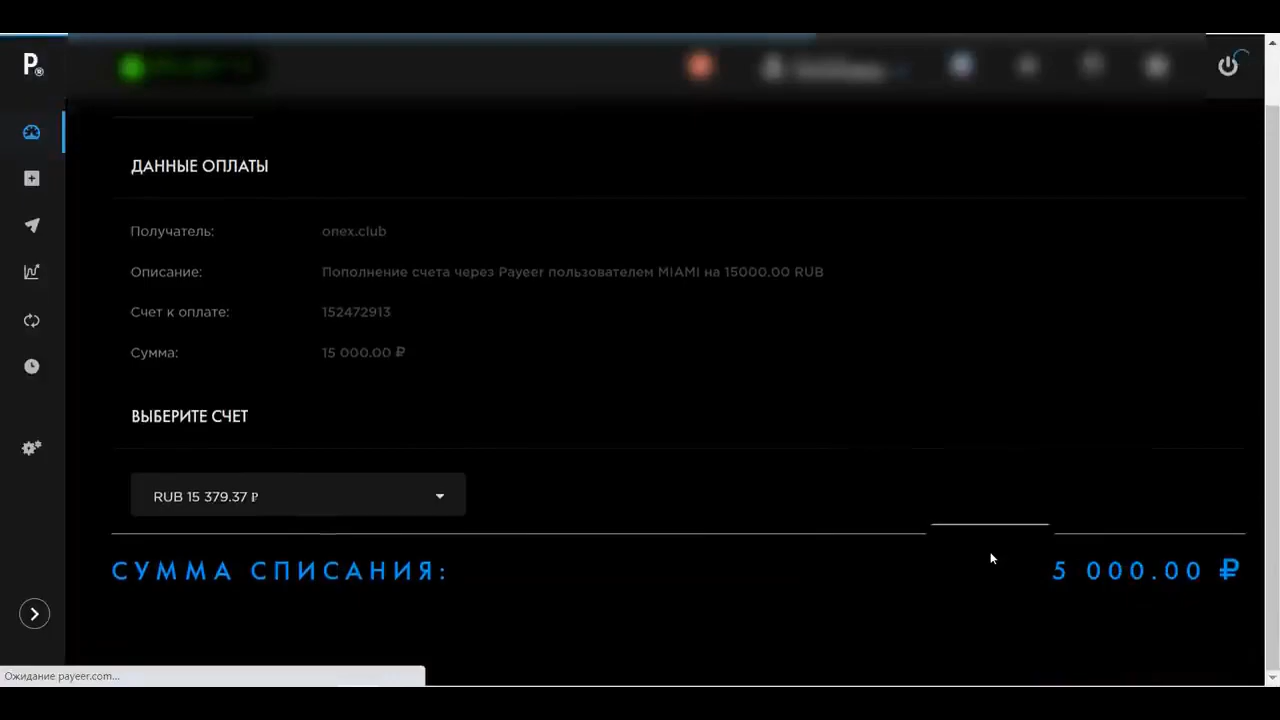 P®
ДАННЫЕ ОПЛАТЫ
Получатель: onex.club
Описание: Пополнение счета через Payeer пользователем MIAMI на 15000.00 RUB
Счет к оплате: 152472913
Сумма: 15 000.00 ₽
ВЫБЕРИТЕ СЧЕТ
RUB 15 379.37 ₽
СУММА СПИСАНИЯ: 5 000.00 ₽
Ожидание payeer.com...